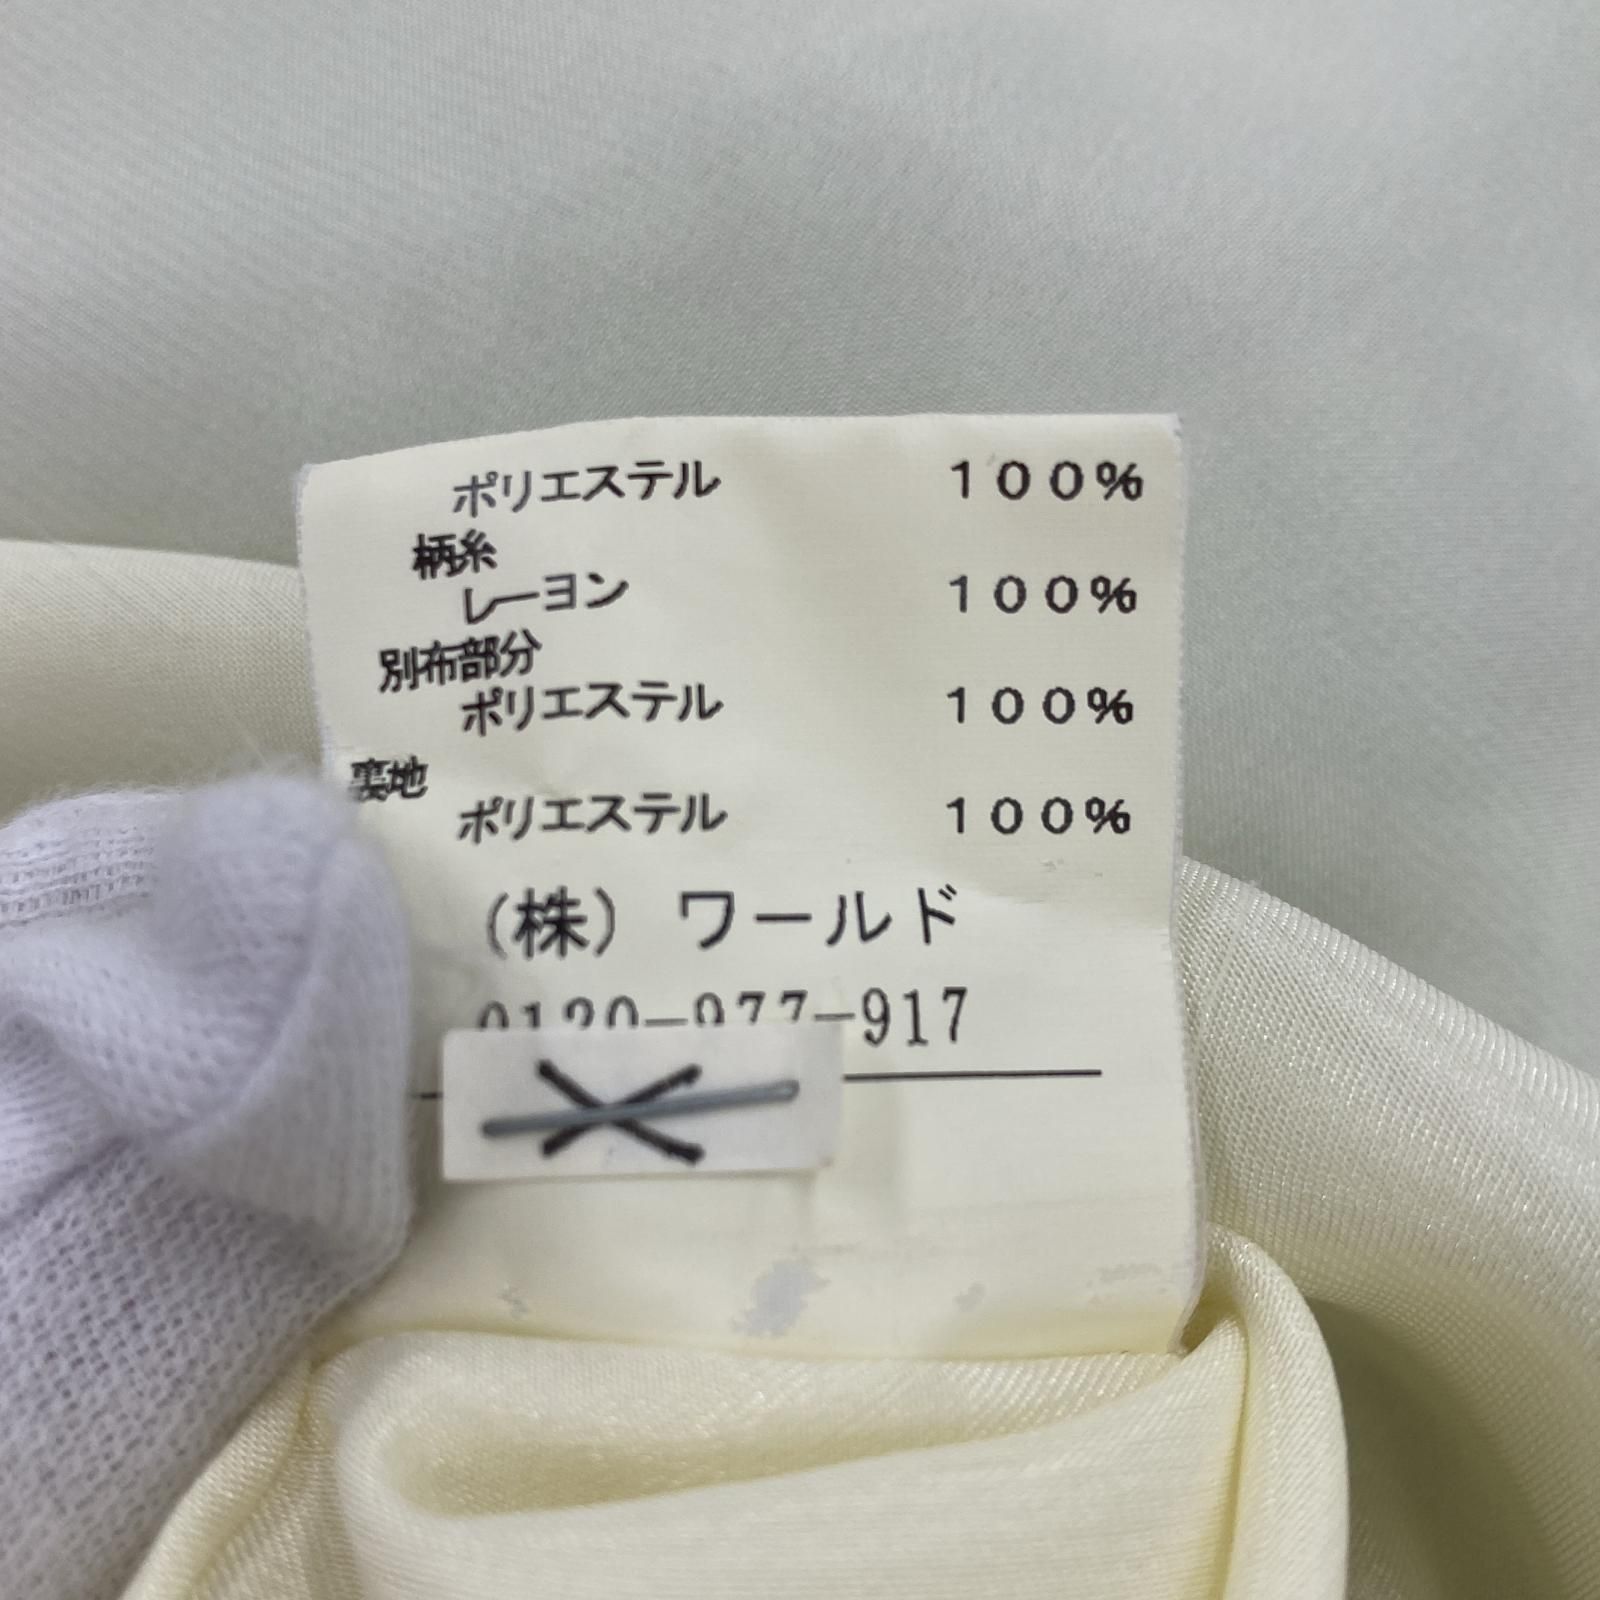 ポリエステル 100%
柄糸
レーヨン 100%
別布部分
ポリエステル 100%
裏地
ポリエステル 100%
（株）ワールド
0120-977-917